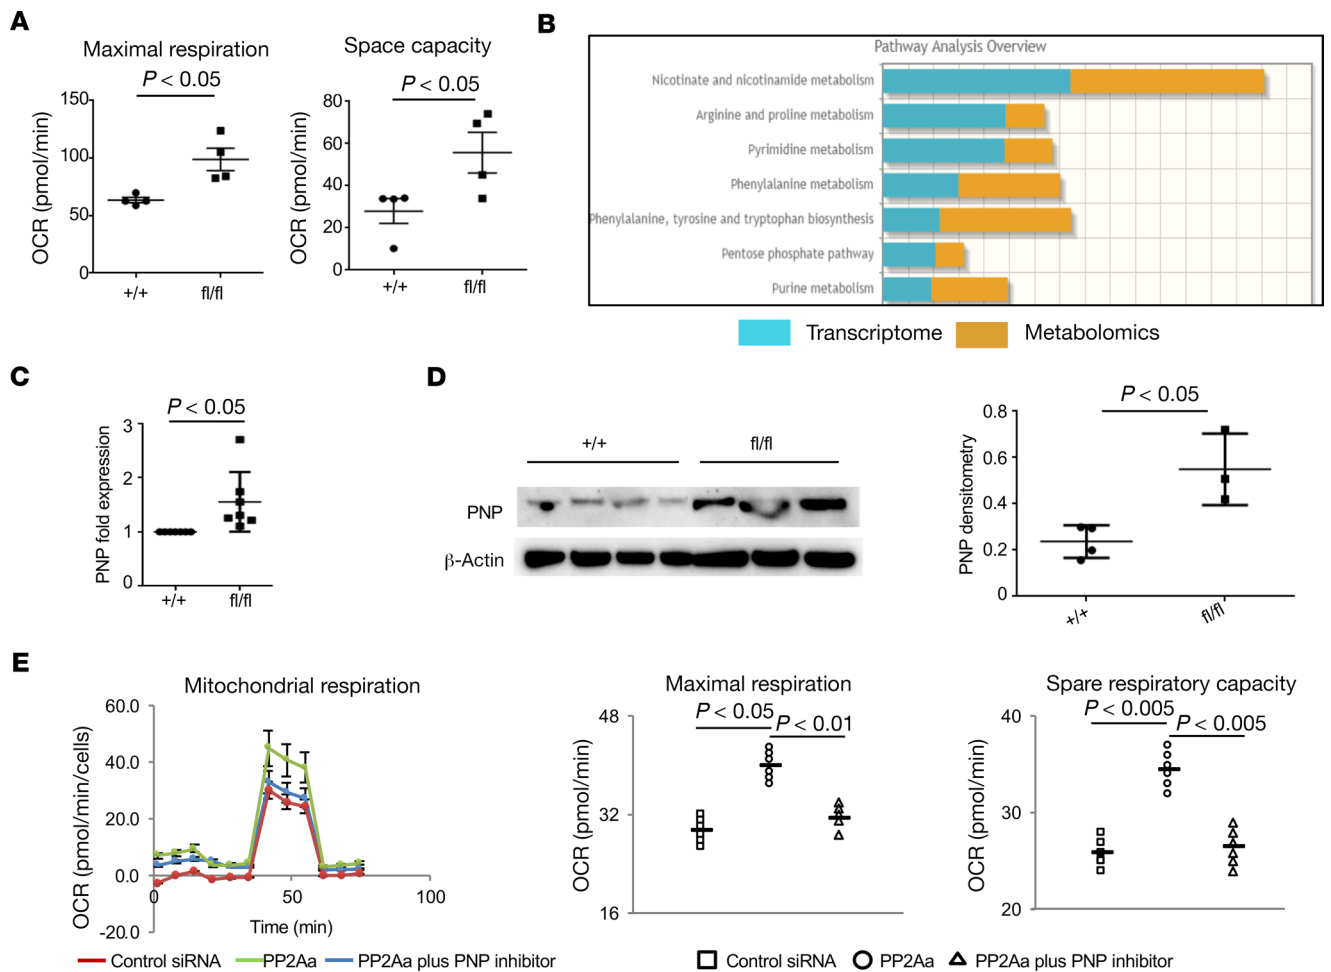 A
Maximal respiration
P < 0.05
OCR (pmol/min)
150
100
50
0
+/+
fl/fl
Space capacity
P < 0.05
OCR (pmol/min)
80
60
40
20
0
+/+
fl/fl
B
Pathway Analysis Overview
Nicotinate and nicotinamide metabolism
Arginine and proline metabolism
Pyrimidine metabolism
Phenylalanine metabolism
Phenylalanine, tyrosine and tryptophan biosynthesis
Pentose phosphate pathway
Purine metabolism
Transcriptome
Metabolomics
C
P < 0.05
PNP fold expression
3
2
1
0
+/+
fl/fl
D
+/+
fl/fl
PNP
β-Actin
P < 0.05
PNP densitometry
0.8
0.6
0.4
0.2
0
+/+
fl/fl
E
Mitochondrial respiration
OCR (pmol/min/cells)
60.0
40.0
20.0
0.0
-20.0
0
50
100
Time (min)
Control siRNA
PP2Aa
PP2Aa plus PNP inhibitor
Maximal respiration
P < 0.05
P < 0.01
OCR (pmol/min)
48
32
16
Spare respiratory capacity
P < 0.005
P < 0.005
OCR (pmol/min)
40
30
20
Control siRNA
PP2Aa
PP2Aa plus PNP inhibitor